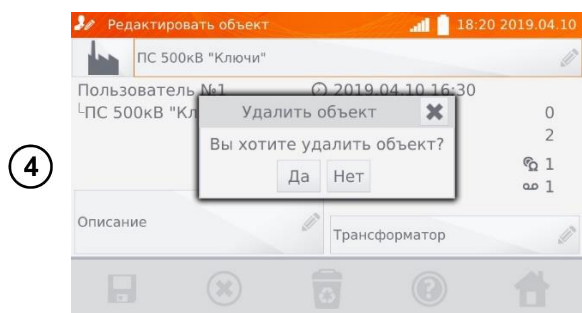 Редактировать объект 18:20 2019.04.10
ПС 500кВ "Ключи"
Пользователь №1 2019.04.10 16:30
ПС 500кВ "Кл 0
Удалить объект
2
Вы хотите удалить объект?
4
Да Нет
1
1
Описание
Трансформатор